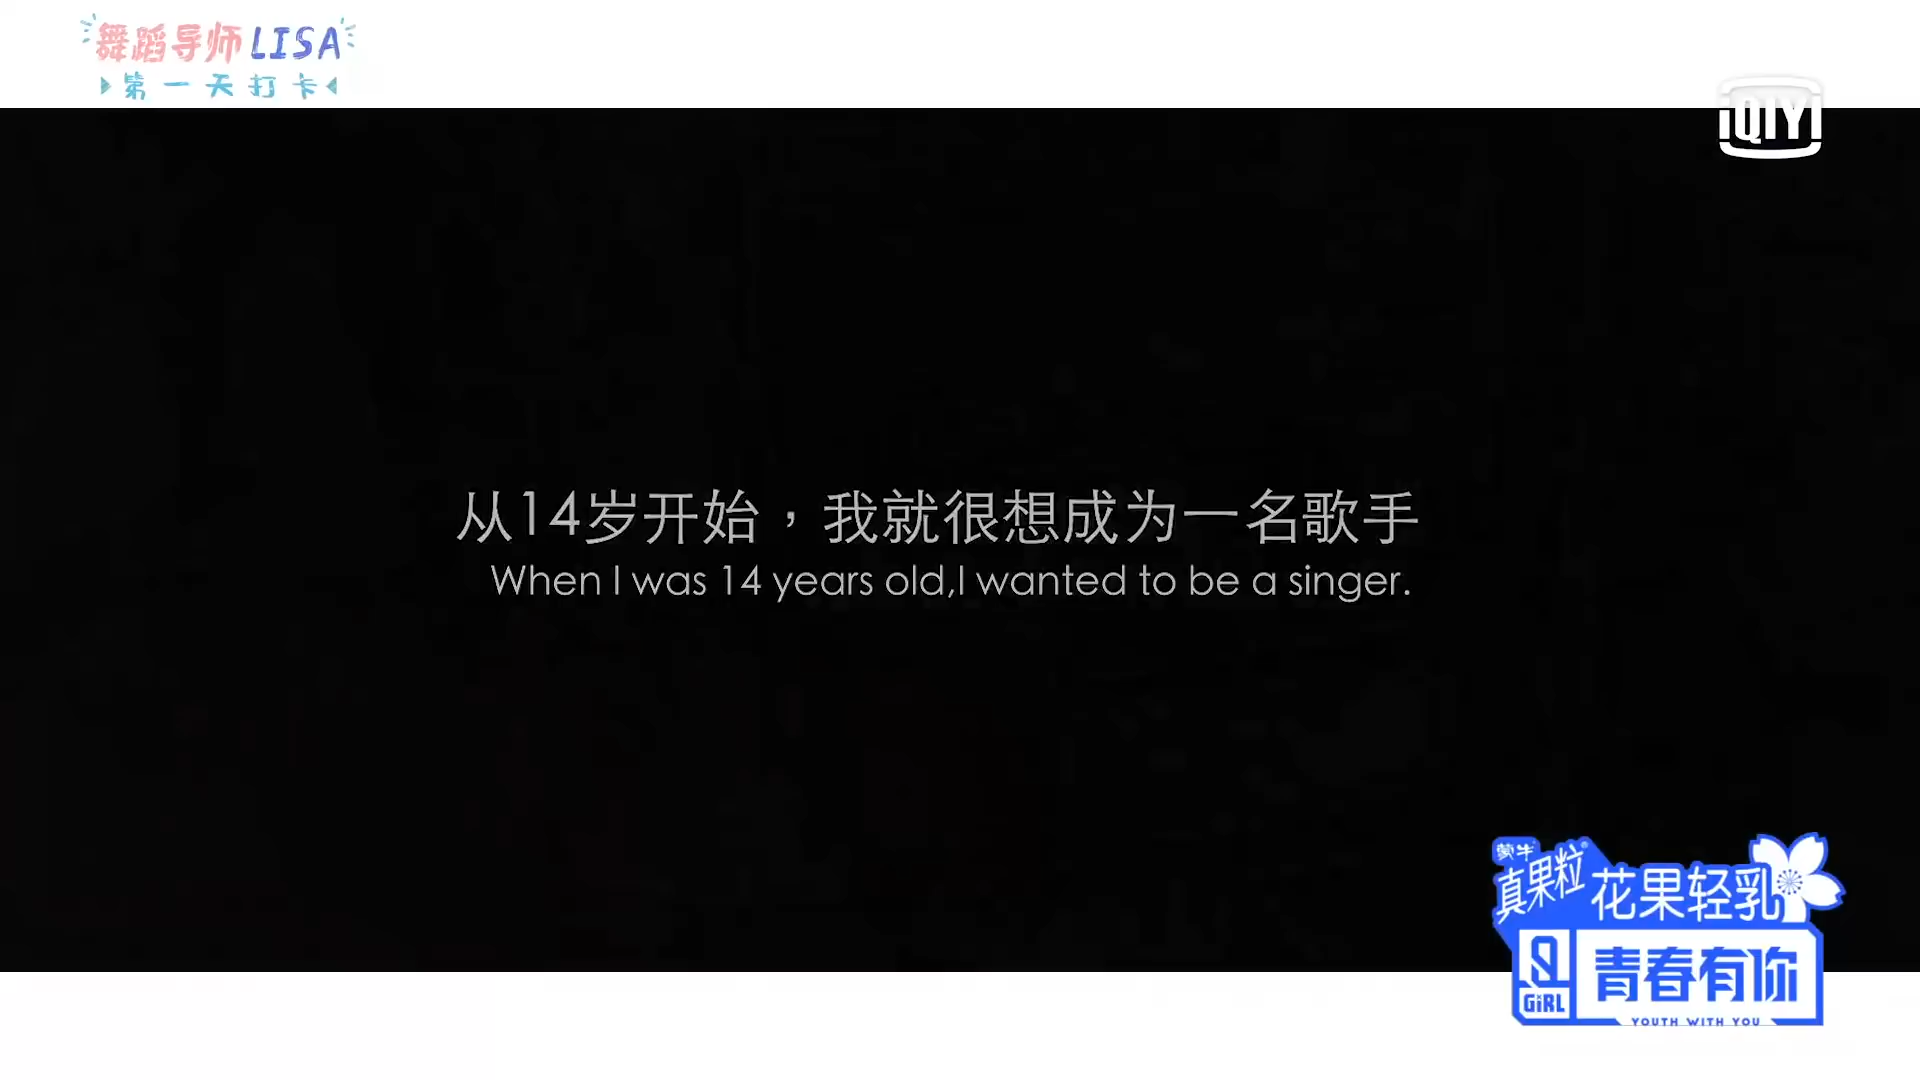 舞蹈导师LISA
第一天打卡
iQIYI
从14岁开始，我就很想成为一名歌手
When I was 14 years old,I wanted to be a singer.
蒙牛
真果粒®
花果轻乳
GiRL
青春有你
YOUTH WITH YOU